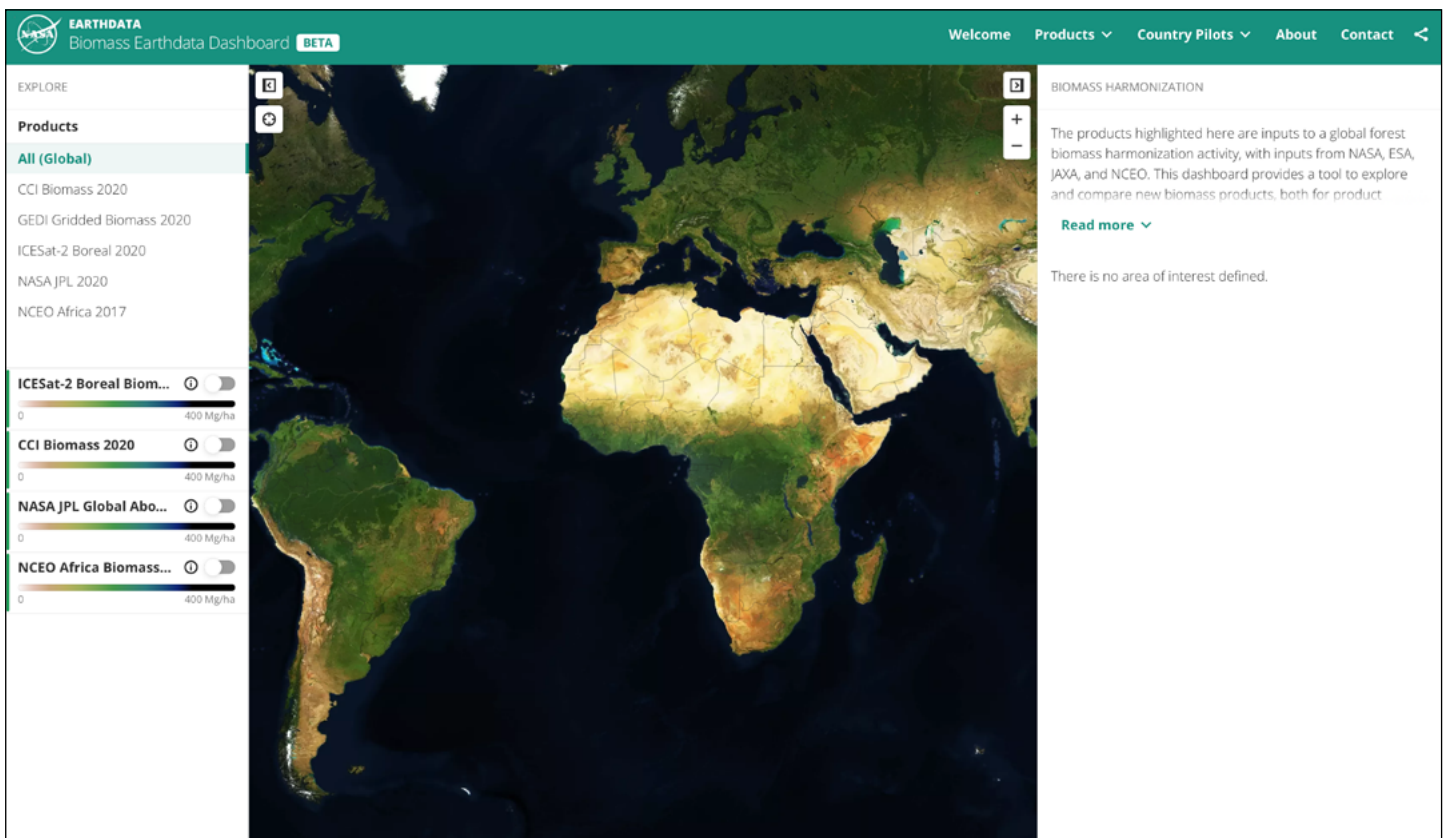 NASA
EARTHDATA
Biomass Earthdata Dashboard BETA
Welcome Products Country Pilots About Contact
EXPLORE
Products
All (Global)
CCI Biomass 2020
GEDI Gridded Biomass 2020
ICESat-2 Boreal 2020
NASA JPL 2020
NCEO Africa 2017
ICESat-2 Boreal Biom...
0 400 Mg/ha
CCI Biomass 2020
0 400 Mg/ha
NASA JPL Global Abo...
0 400 Mg/ha
NCEO Africa Biomass...
0 400 Mg/ha
BIOMASS HARMONIZATION
The products highlighted here are inputs to a global forest
biomass harmonization activity, with inputs from NASA, ESA,
JAXA, and NCEO. This dashboard provides a tool to explore
and compare new biomass products, both for product
Read more
There is no area of interest defined.